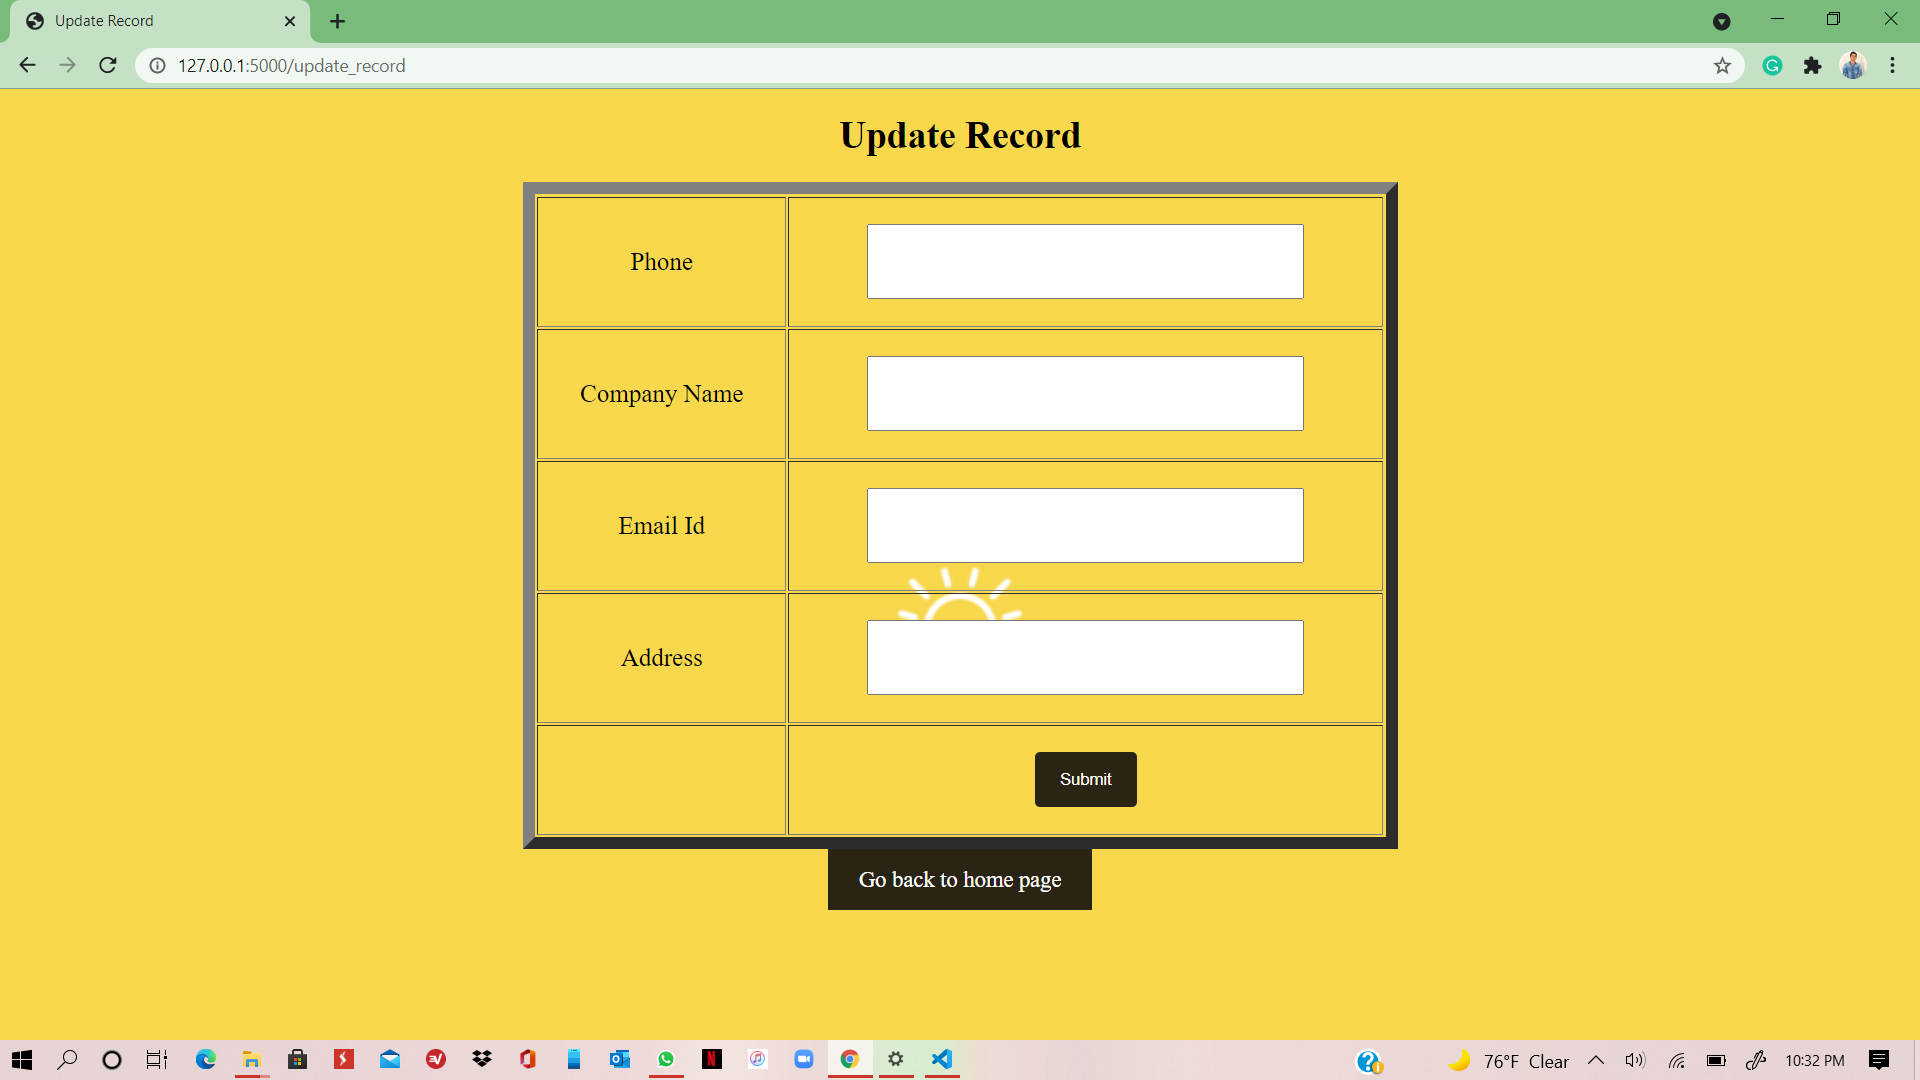 Update Record
127.0.0.1:5000/update_record
Update Record
Phone
Company Name
Email Id
Address
Submit
Go back to home page
76°F Clear
10:32 PM